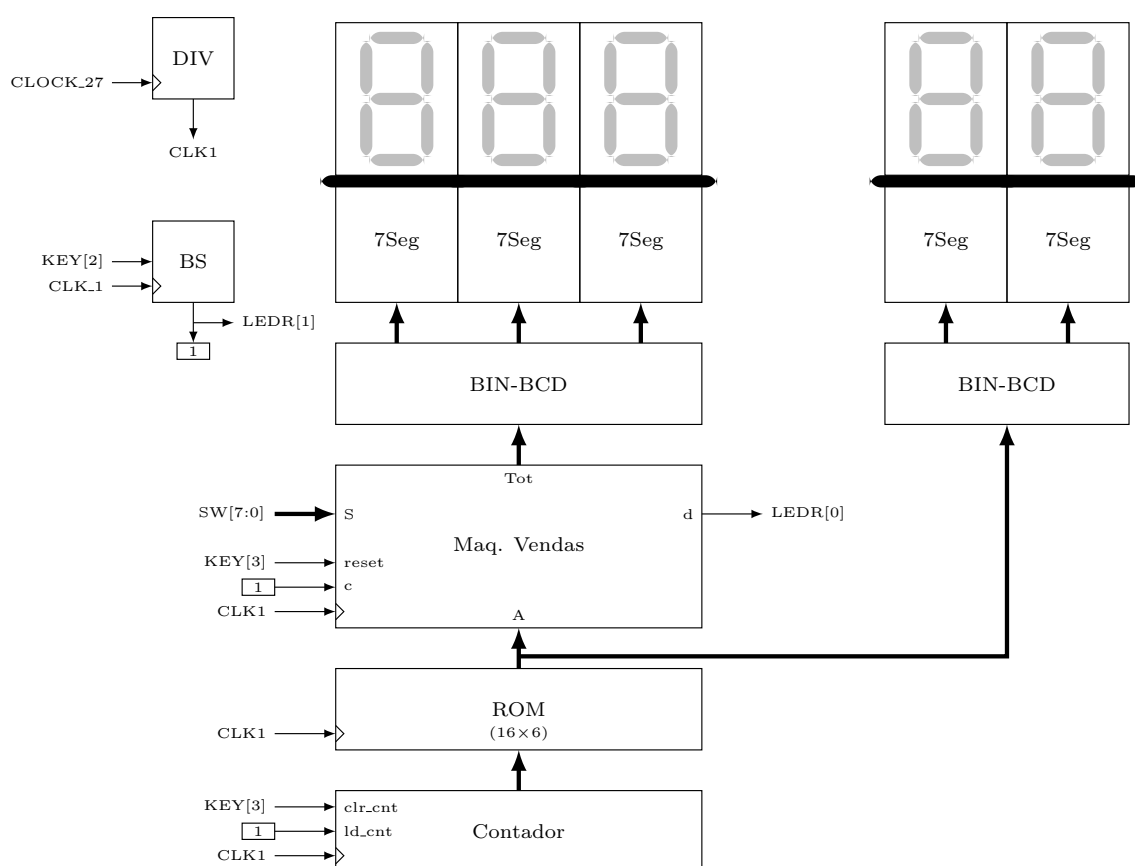 DIV
CLOCK_27
CLK1
7Seg
7Seg
7Seg
7Seg
7Seg
KEY[2]
BS
CLK_1
LEDR[1]
1
BIN-BCD
BIN-BCD
Tot
SW[7:0]
S
d
LEDR[0]
Maq. Vendas
KEY[3]
reset
1
c
CLK1
A
ROM
(16×6)
CLK1
KEY[3]
clr_cnt
1
ld_cnt
Contador
CLK1